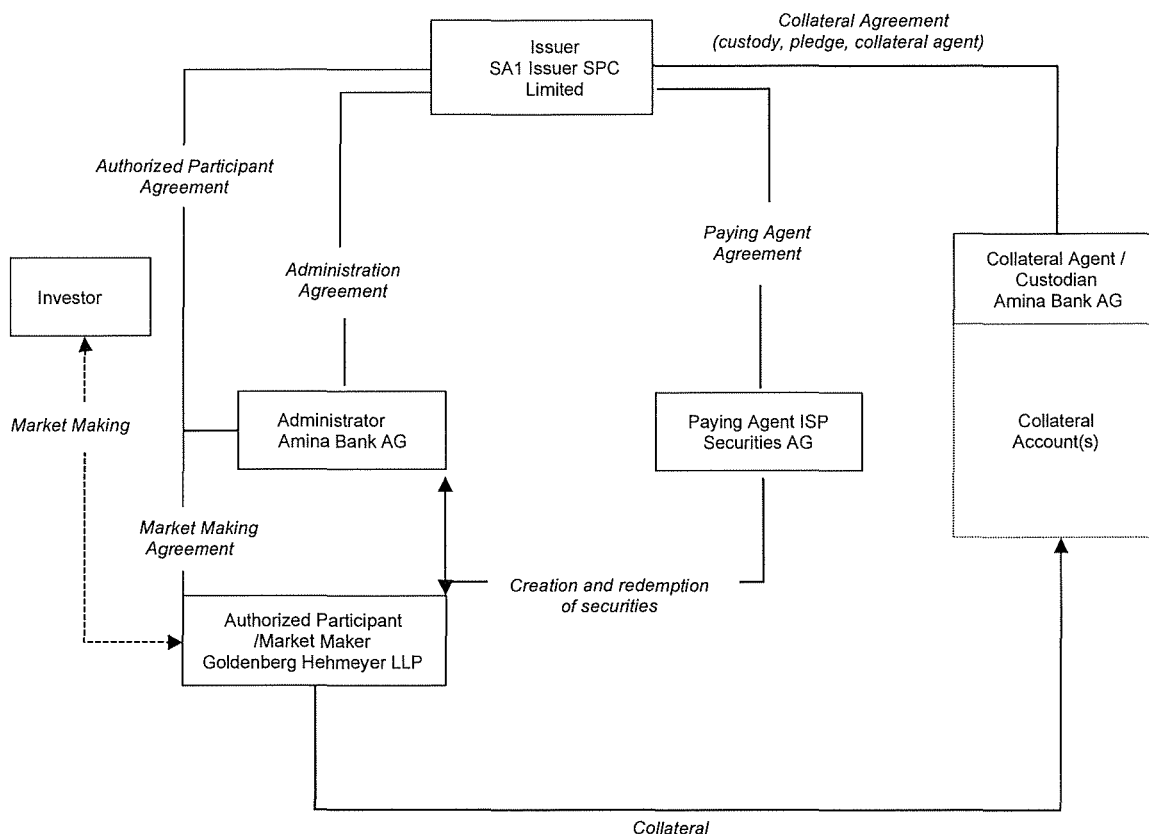 Collateral Agreement
(custody, pledge, collateral agent)
Issuer
SA1 Issuer SPC
Limited
Authorized Participant
Agreement
Paying Agent
Agreement
Administration
Agreement
Collateral Agent /
Custodian
Amina Bank AG
Investor
Market Making
Administrator
Amina Bank AG
Paying Agent ISP
Securities AG
Collateral
Account(s)
Market Making
Agreement
Creation and redemption
of securities
Authorized Participant
/Market Maker
Goldenberg Hehmeyer LLP
Collateral